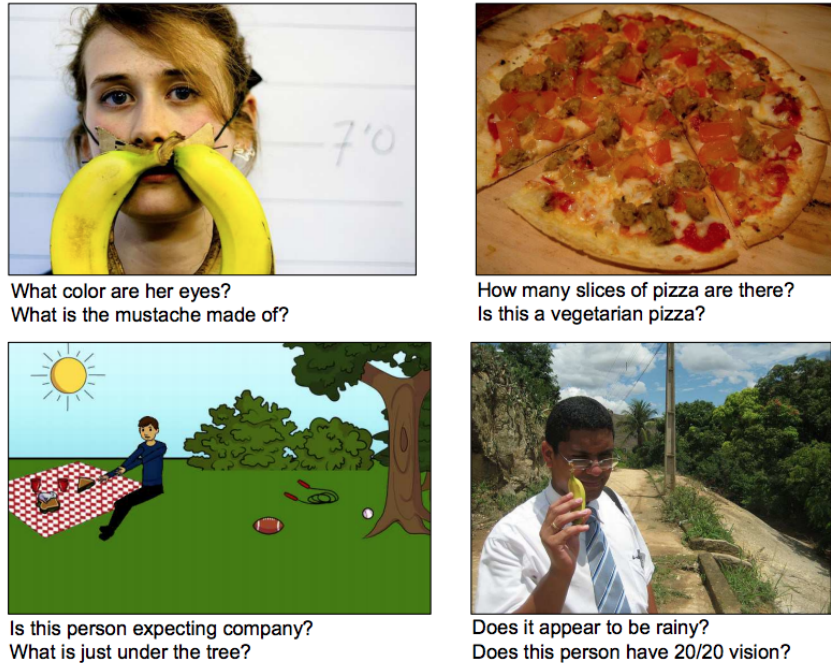 7'0
What color are her eyes?
What is the mustache made of?
How many slices of pizza are there?
Is this a vegetarian pizza?
Is this person expecting company?
What is just under the tree?
Does it appear to be rainy?
Does this person have 20/20 vision?